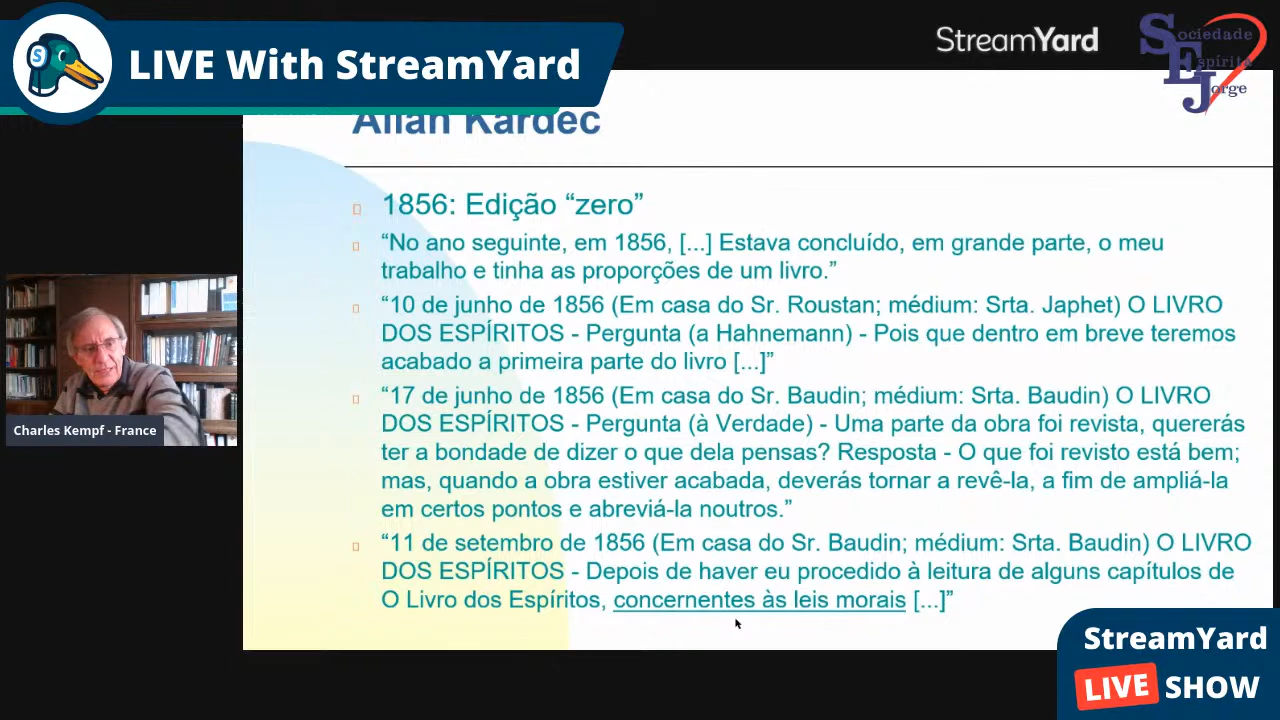 S
LIVE With StreamYard
StreamYard
Sociedade
Espírita
Jorge
Allan Kardec
1856: Edição “zero”
“No ano seguinte, em 1856, [...] Estava concluído, em grande parte, o meu
trabalho e tinha as proporções de um livro.”
“10 de junho de 1856 (Em casa do Sr. Roustan; médium: Srta. Japhet) O LIVRO
DOS ESPÍRITOS - Pergunta (a Hahnemann) - Pois que dentro em breve teremos
acabado a primeira parte do livro [...]”
“17 de junho de 1856 (Em casa do Sr. Baudin; médium: Srta. Baudin) O LIVRO
DOS ESPÍRITOS - Pergunta (à Verdade) - Uma parte da obra foi revista, quererás
ter a bondade de dizer o que dela pensas? Resposta - O que foi revisto está bem;
mas, quando a obra estiver acabada, deverás tornar a revê-la, a fim de ampliá-la
em certos pontos e abreviá-la noutros.”
“11 de setembro de 1856 (Em casa do Sr. Baudin; médium: Srta. Baudin) O LIVRO
DOS ESPÍRITOS - Depois de haver eu procedido à leitura de alguns capítulos de
O Livro dos Espíritos, concernentes às leis morais [...]”
Charles Kempf - France
StreamYard
LIVE SHOW